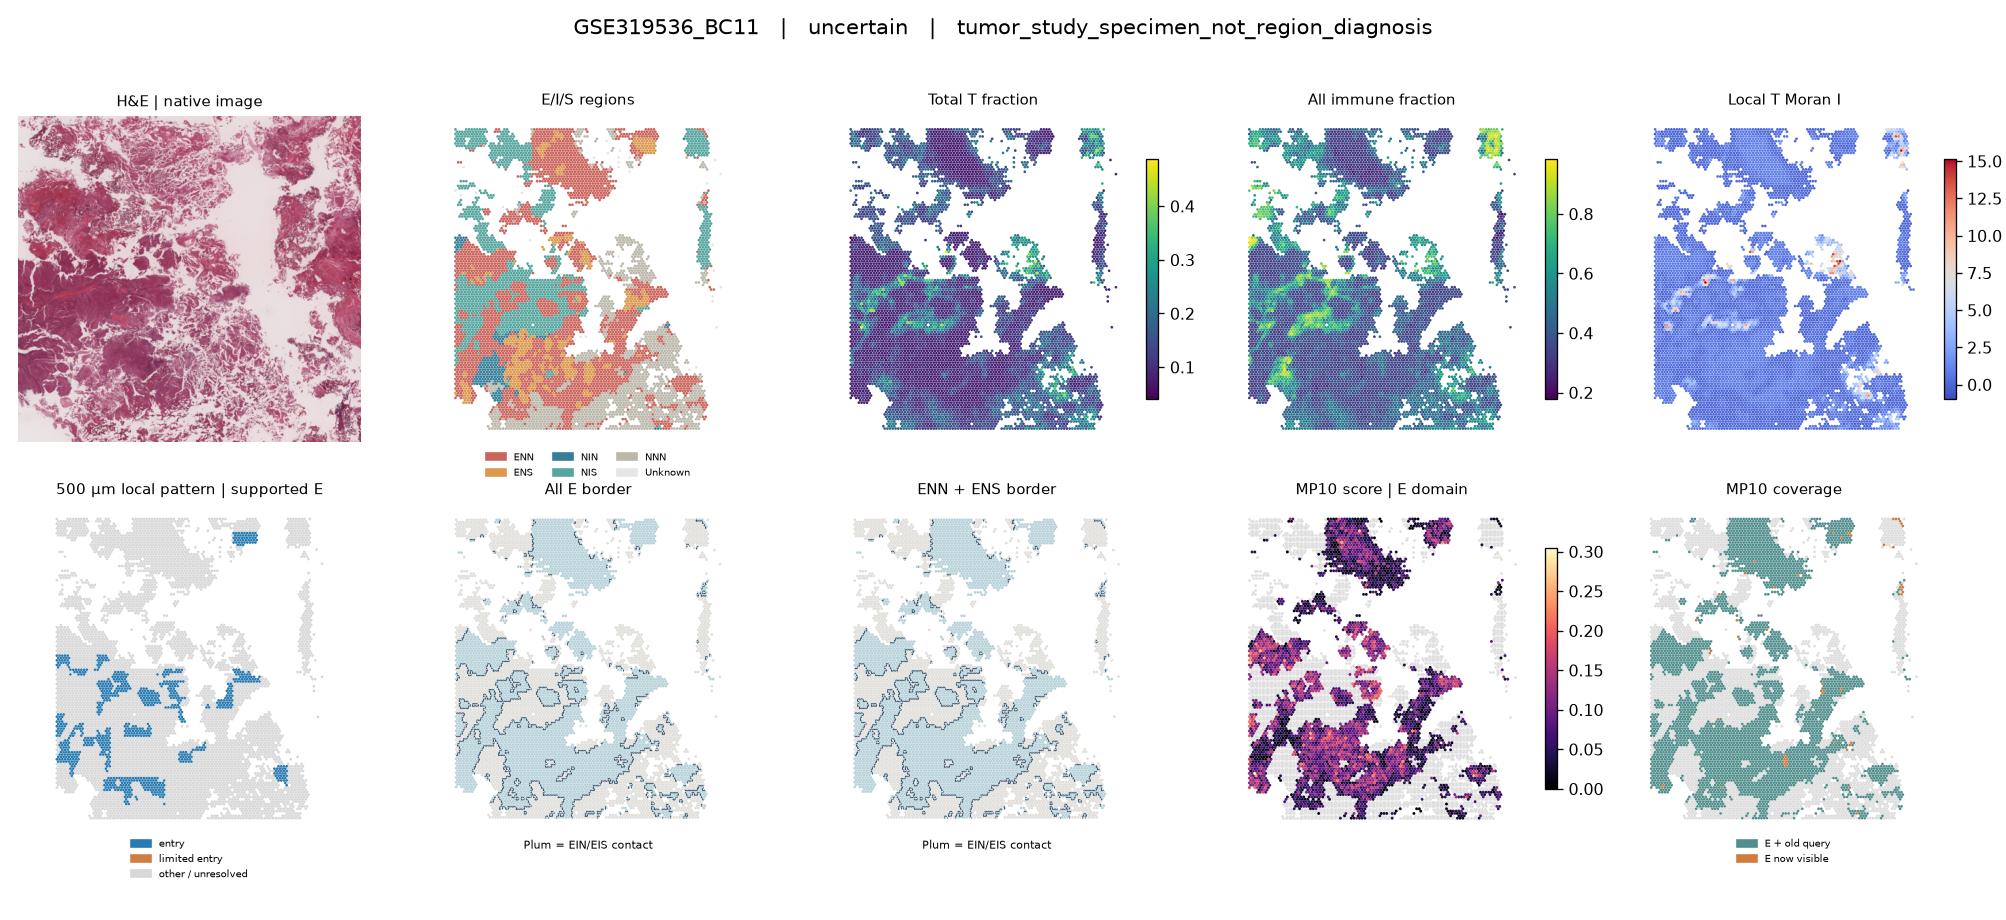 GSE319536_BC11 | uncertain | tumor_study_specimen_not_region_diagnosis
H&E | native image
E/I/S regions
Total T fraction
All immune fraction
Local T Moran I
0.4
0.3
0.2
0.1
0.8
0.6
0.4
0.2
15.0
12.5
10.0
7.5
5.0
2.5
0.0
ENN
NIN
NNN
ENS
NIS
Unknown
500 µm local pattern | supported E
All E border
ENN + ENS border
MP10 score | E domain
MP10 coverage
0.30
0.25
0.20
0.15
0.10
0.05
0.00
entry
limited entry
other / unresolved
Plum = EIN/EIS contact
Plum = EIN/EIS contact
E + old query
E now visible